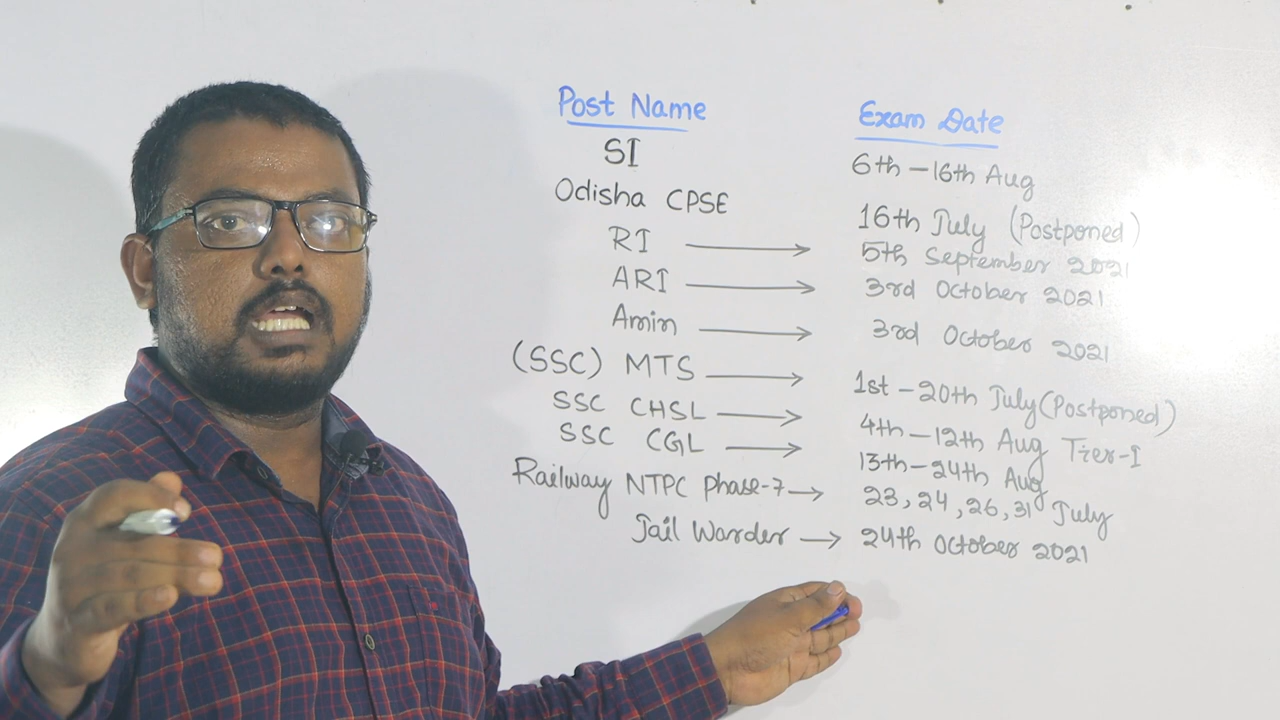 Post Name Exam Date
SI 6th - 16th Aug
Odisha CPSE 16th July (Postponed)
RI → 5th September 2021
ARI → 3rd October 2021
Amin → 3rd October 2021
(SSC) MTS → 1st - 20th July (Postponed)
SSC CHSL → 4th - 12th Aug Tier-I
SSC CGL → 13th - 24th Aug
Railway NTPC Phase-7 → 23, 24, 26, 31 July
Jail Warder → 24th October 2021